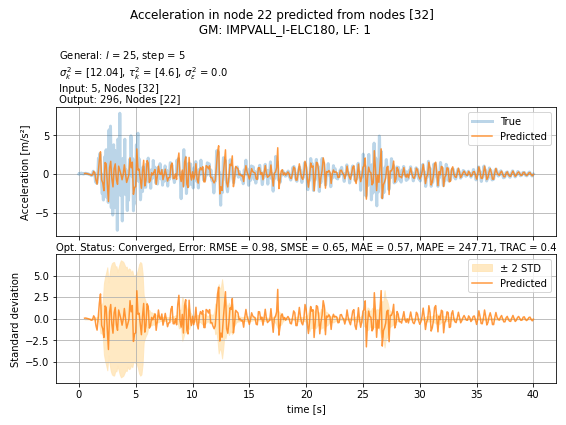 Acceleration in node 22 predicted from nodes [32]
GM: IMPVALL_I-ELC180, LF: 1
General: l = 25, step = 5
σ²ₖ = [12.04], τ²ₖ = [4.6], σ²ε = 0.0
Input: 5, Nodes [32]
Output: 296, Nodes [22]
Acceleration [m/s²]
5
0
−5
True
Predicted
Opt. Status: Converged, Error: RMSE = 0.98, SMSE = 0.65, MAE = 0.57, MAPE = 247.71, TRAC = 0.4
Standard deviation
5.0
2.5
0.0
−2.5
−5.0
± 2 STD
Predicted
0 5 10 15 20 25 30 35 40
time [s]